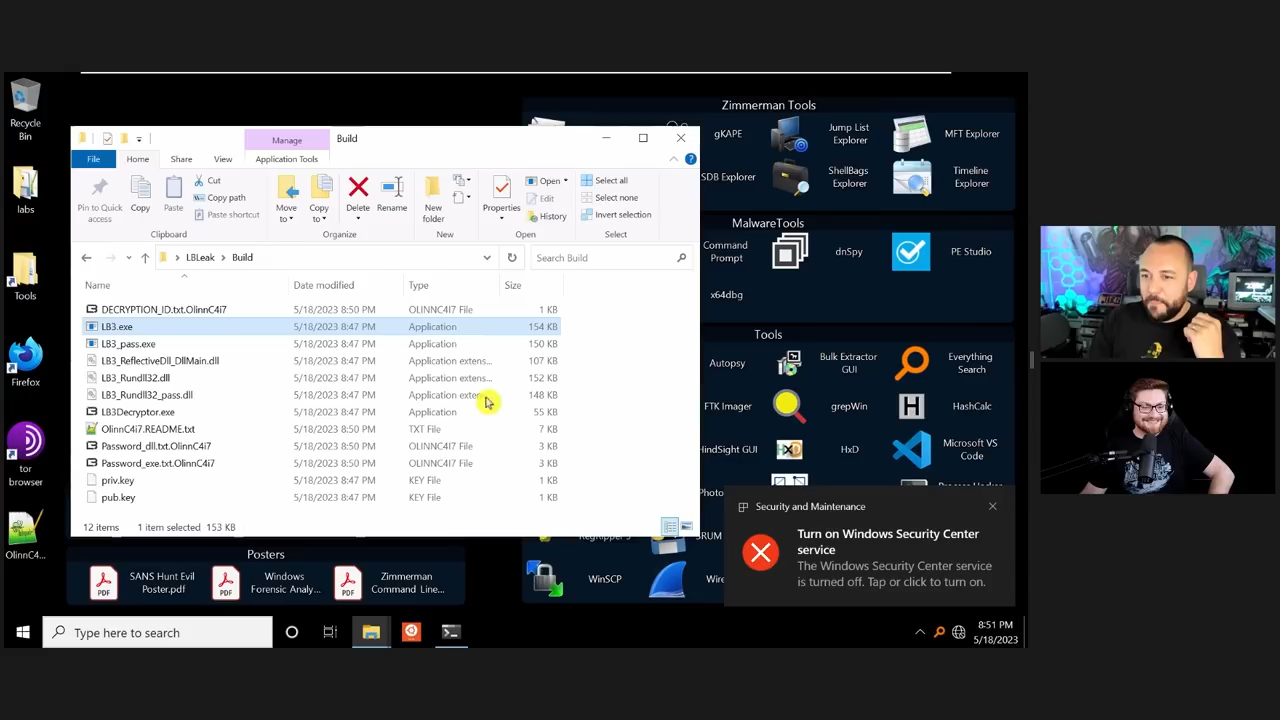 Recycle
Bin
labs
Tools
Firefox
tor
browser
OlinnC4...
Manage
Build
File
Home
Share
View
Application Tools
Pin to Quick
access
Copy
Paste
Cut
Copy path
Paste shortcut
Clipboard
Move
to
Copy
to
Delete
Rename
Organize
New
folder
New
Properties
Open
Edit
History
Open
Select all
Select none
Invert selection
Select
LBLeak
Build
Search Build
Name
Date modified
Type
Size
DECRYPTION_ID.txt.OlinnC4i7 5/18/2023 8:50 PM OLINNC4I7 File 1 KB
LB3.exe 5/18/2023 8:47 PM Application 154 KB
LB3_pass.exe 5/18/2023 8:47 PM Application 150 KB
LB3_ReflectiveDll_DllMain.dll 5/18/2023 8:47 PM Application extens... 107 KB
LB3_Rundll32.dll 5/18/2023 8:47 PM Application extens... 152 KB
LB3_Rundll32_pass.dll 5/18/2023 8:47 PM Application exte 148 KB
LB3Decryptor.exe 5/18/2023 8:47 PM Application 55 KB
OlinnC4i7.README.txt 5/18/2023 8:50 PM TXT File 7 KB
Password_dll.txt.OlinnC4i7 5/18/2023 8:50 PM OLINNC4I7 File 3 KB
Password_exe.txt.OlinnC4i7 5/18/2023 8:50 PM OLINNC4I7 File 3 KB
priv.key 5/18/2023 8:47 PM KEY File 1 KB
pub.key 5/18/2023 8:47 PM KEY File 1 KB
12 items 1 item selected 153 KB
Zimmerman Tools
gKAPE
Jump List
Explorer
MFT Explorer
SDB Explorer
ShellBags
Explorer
Timeline
Explorer
MalwareTools
Command
Prompt
dnSpy
PE Studio
x64dbg
Tools
Autopsy
Bulk Extractor
GUI
Everything
Search
FTK Imager
grepWin
HashCalc
HindSight GUI
HxD
Microsoft VS
Code
Photo
SRUM
WinSCP
Wire
Posters
SANS Hunt Evil
Poster.pdf
Windows
Forensic Analy...
Zimmerman
Command Line...
Security and Maintenance
Turn on Windows Security Center
service
The Windows Security Center service
is turned off. Tap or click to turn on.
Type here to search
8:51 PM
5/18/2023